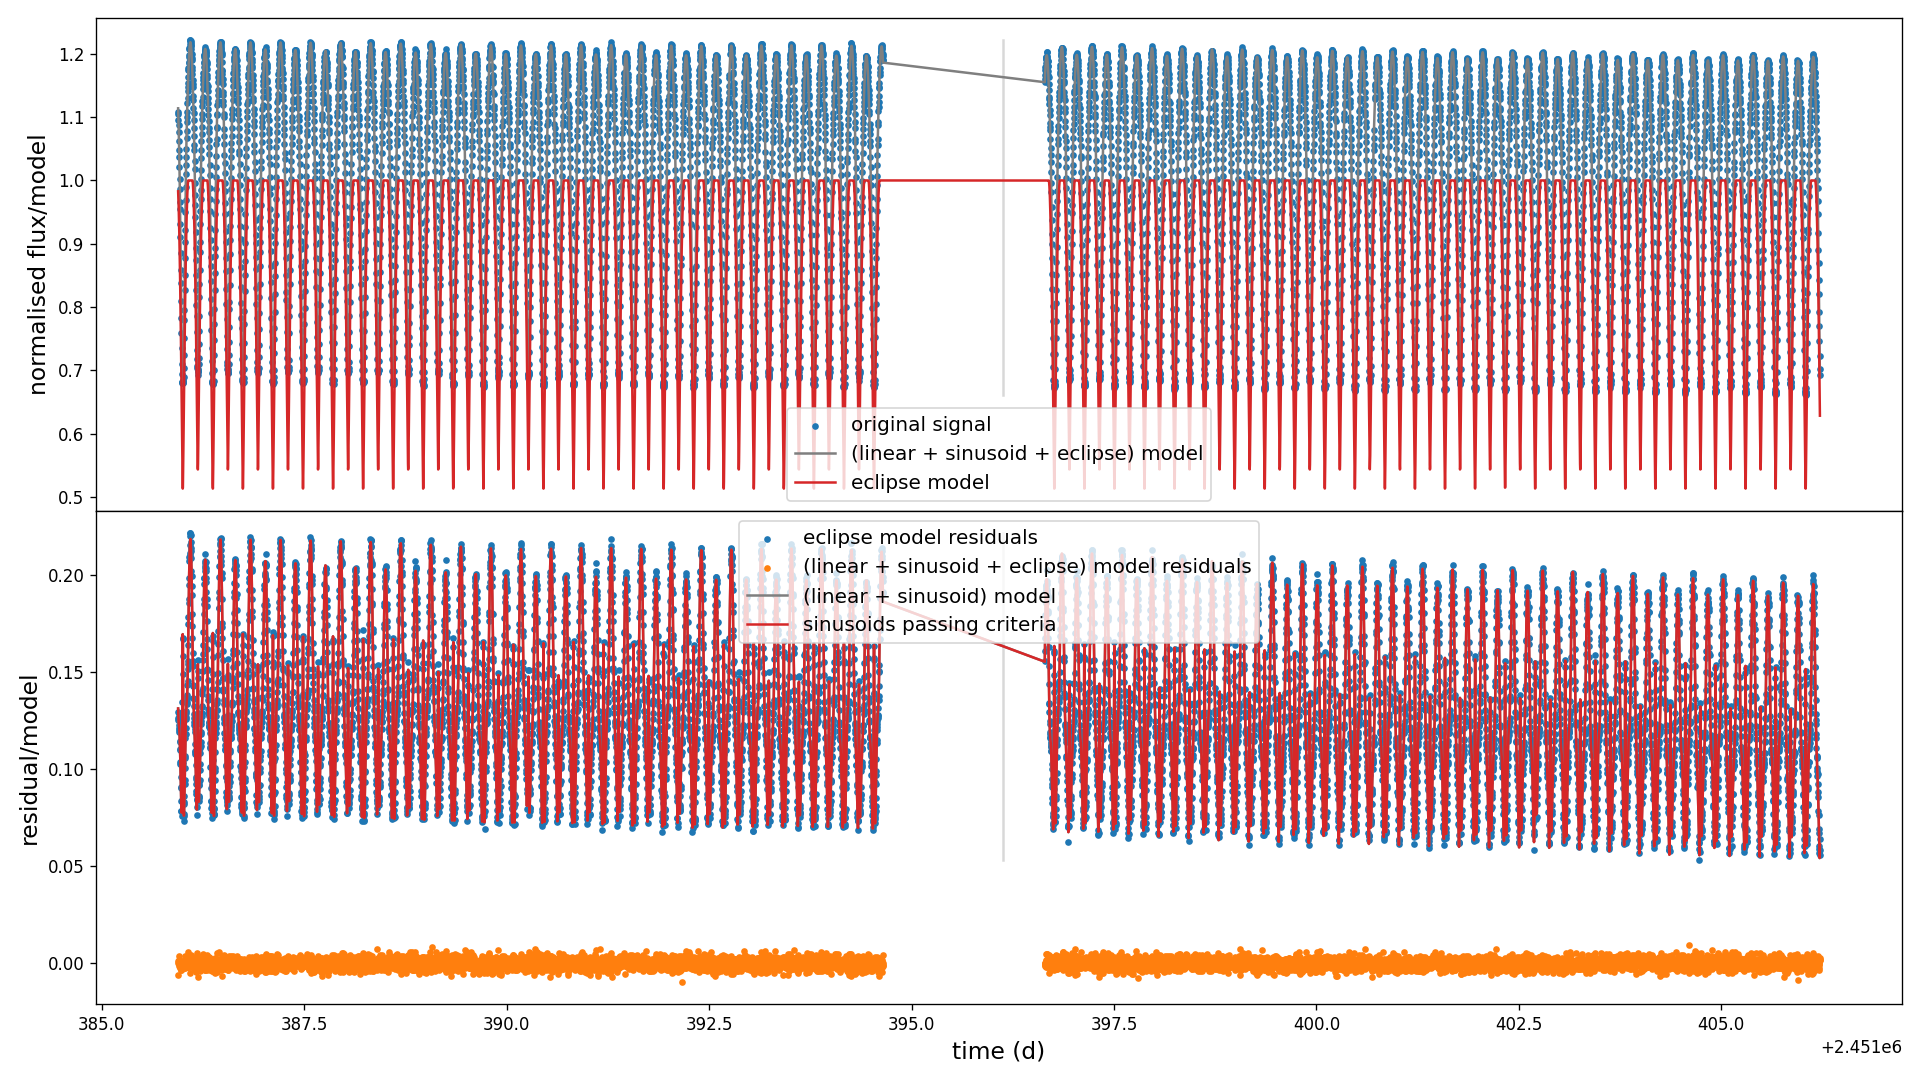 normalised flux/model
1.2
1.1
1.0
0.9
0.8
0.7
0.6
0.5
original signal
(linear + sinusoid + eclipse) model
eclipse model
residual/model
0.20
0.15
0.10
0.05
0.00
eclipse model residuals
(linear + sinusoid + eclipse) model residuals
(linear + sinusoid) model
sinusoids passing criteria
385.0 387.5 390.0 392.5 395.0 397.5 400.0 402.5 405.0
time (d)
+2.451e6